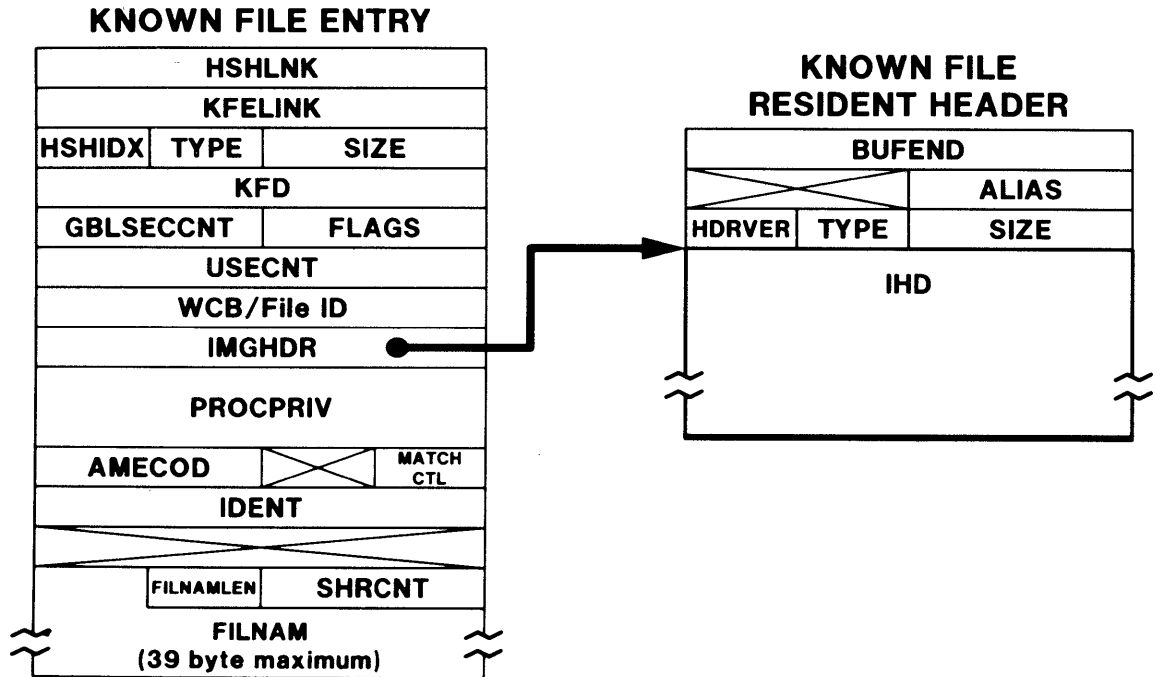 KNOWN FILE ENTRY
HSHLNK
KFELINK
HSHIDX TYPE SIZE
KFD
GBLSECCNT FLAGS
USECNT
WCB/File ID
IMGHDR
PROCPRIV
AMECOD MATCH
CTL
IDENT
FILNAMLEN SHRCNT
FILNAM
(39 byte maximum)
KNOWN FILE
RESIDENT HEADER
BUFEND
ALIAS
HDRVER TYPE SIZE
IHD